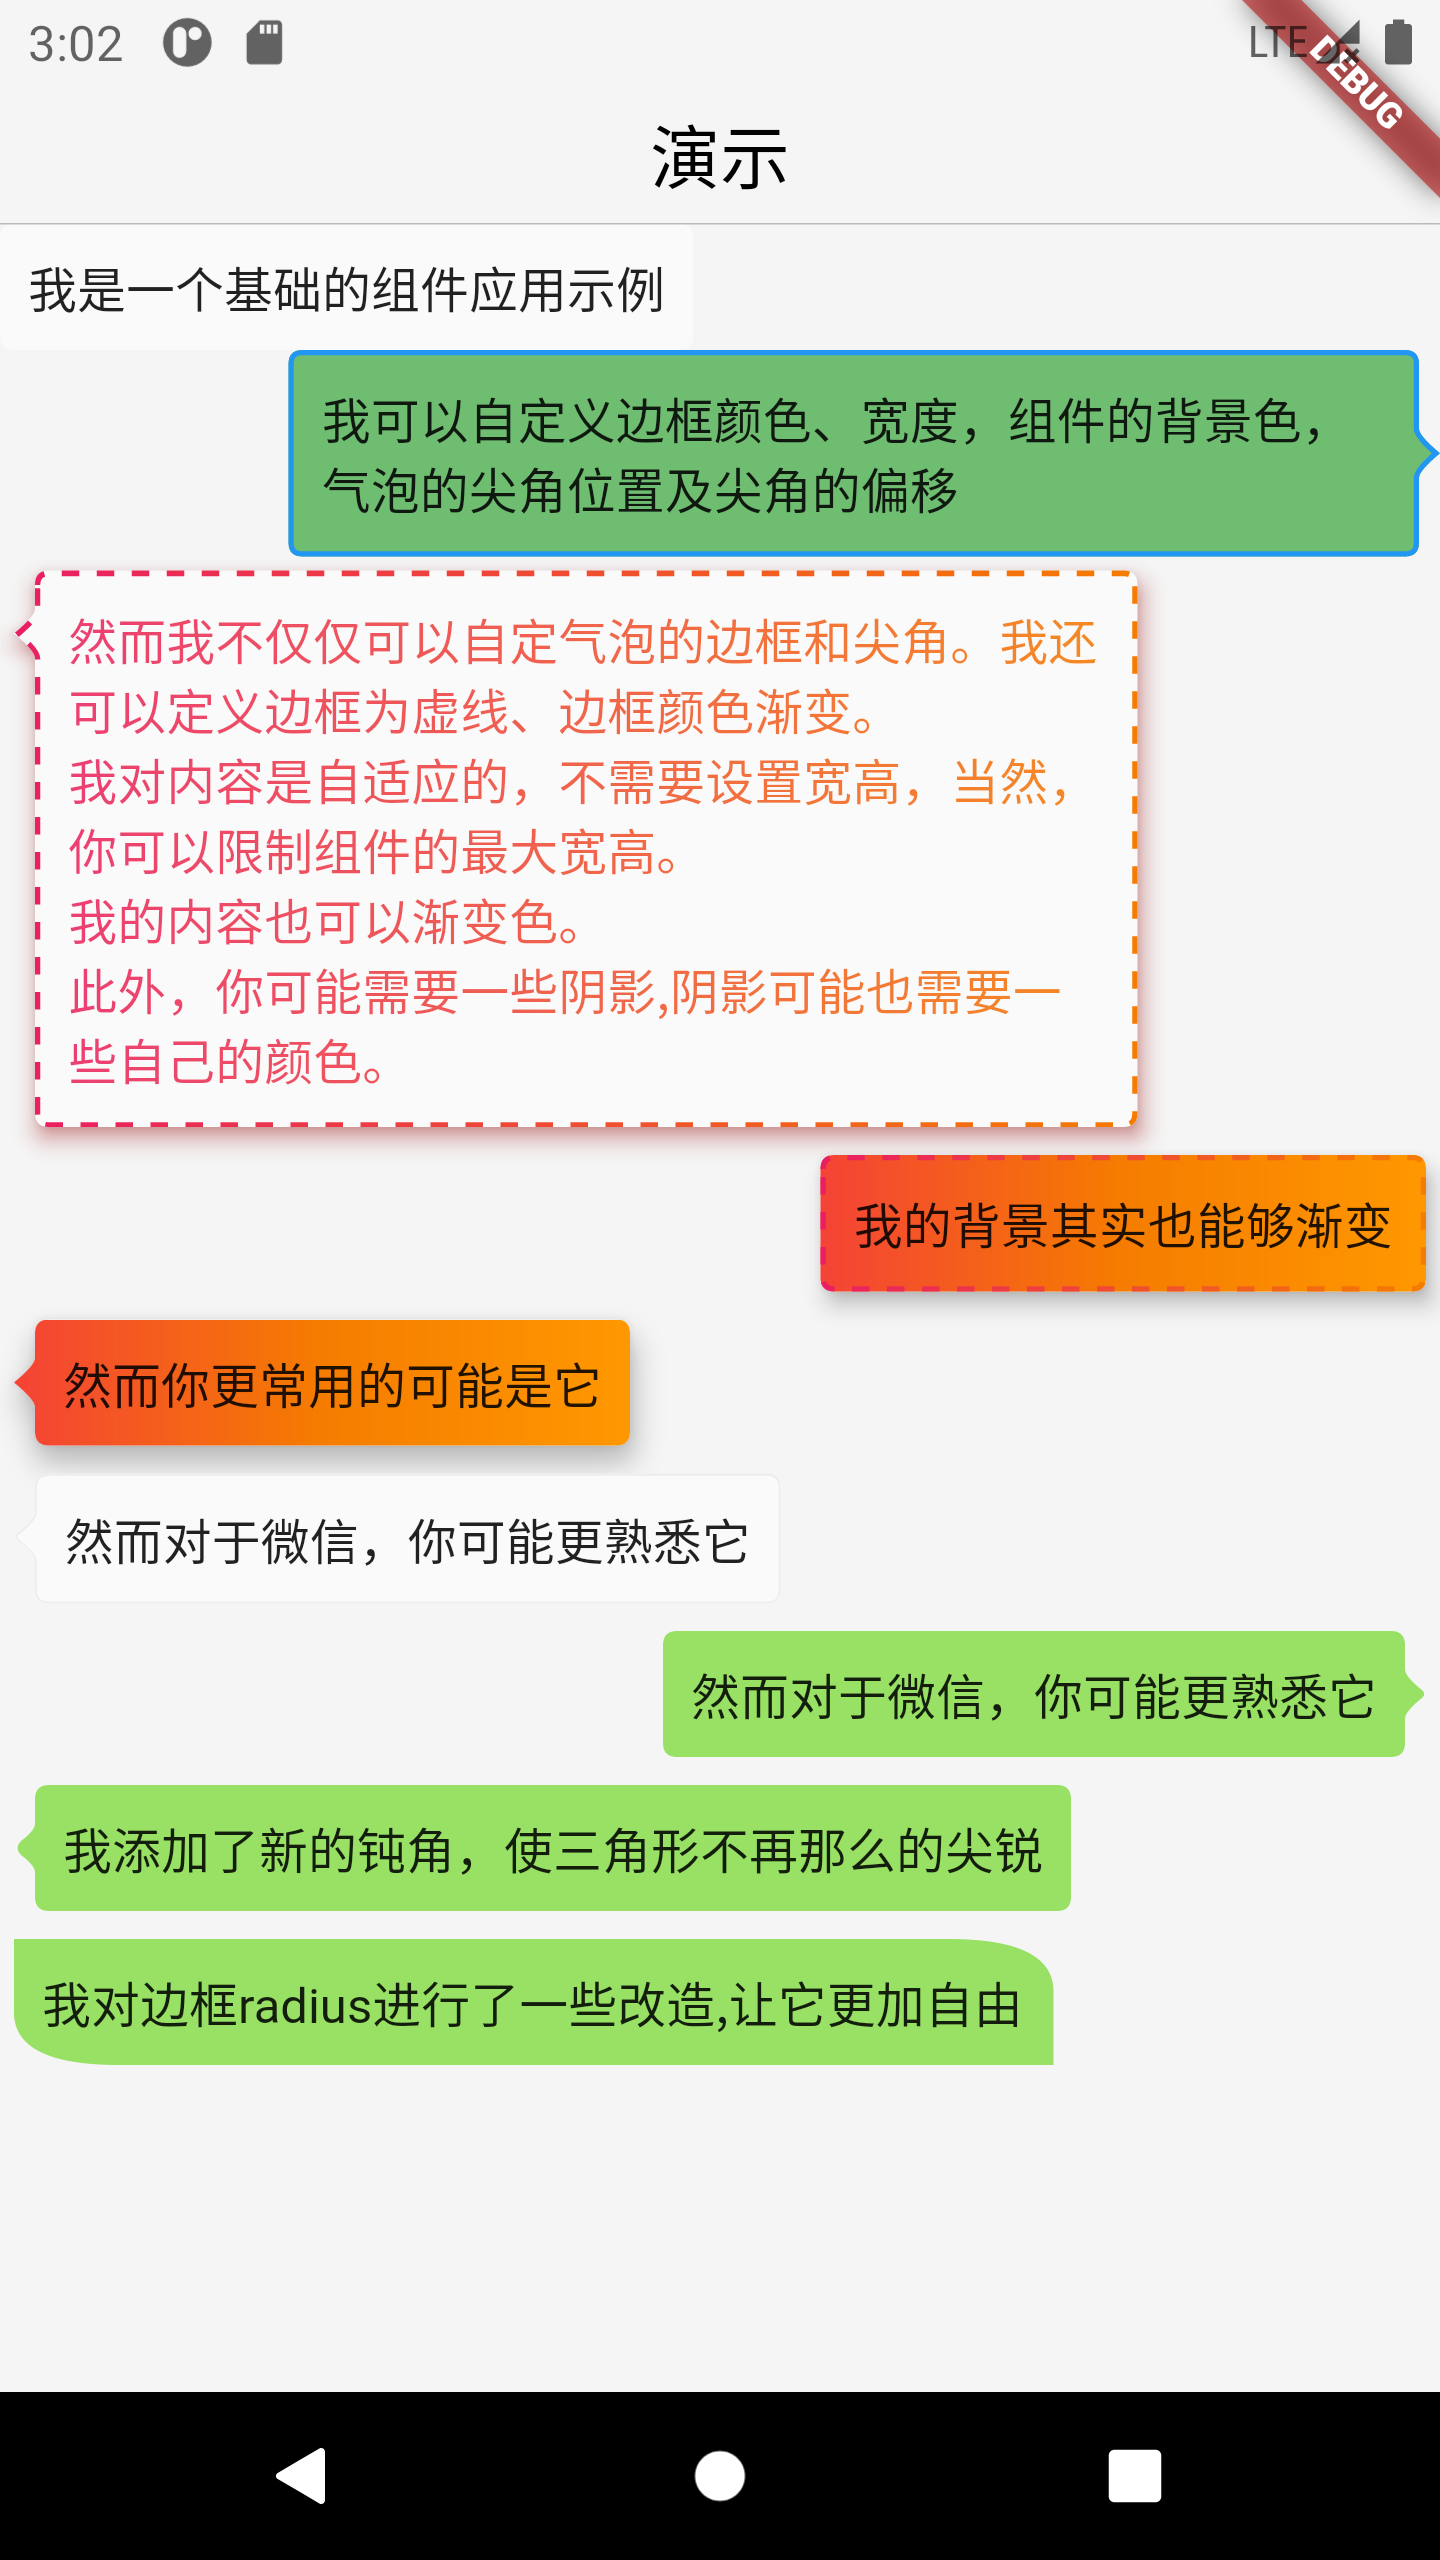 3:02
LTE
DEBUG
演示
我是一个基础的组件应用示例
我可以自定义边框颜色、宽度，组件的背景色，
气泡的尖角位置及尖角的偏移
然而我不仅仅可以自定气泡的边框和尖角。我还
可以定义边框为虚线、边框颜色渐变。
我对内容是自适应的，不需要设置宽高，当然，
你可以限制组件的最大宽高。
我的内容也可以渐变色。
此外，你可能需要一些阴影,阴影可能也需要一
些自己的颜色。
我的背景其实也能够渐变
然而你更常用的可能是它
然而对于微信，你可能更熟悉它
然而对于微信，你可能更熟悉它
我添加了新的钝角，使三角形不再那么的尖锐
我对边框radius进行了一些改造,让它更加自由